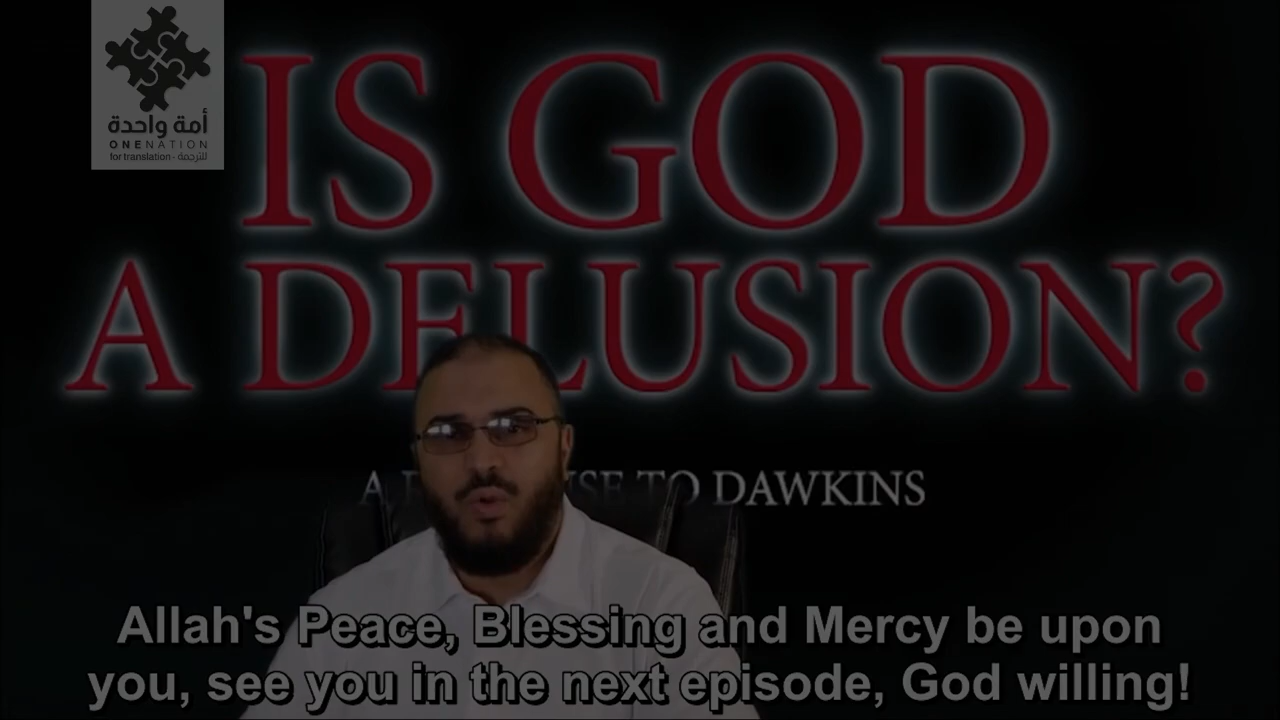 أمة واحدة
ONENATION
for translation - للترجمة
IS GOD
A DELUSION?
TO DAWKINS
Allah's Peace, Blessing and Mercy be upon
you, see you in the next episode, God willing!